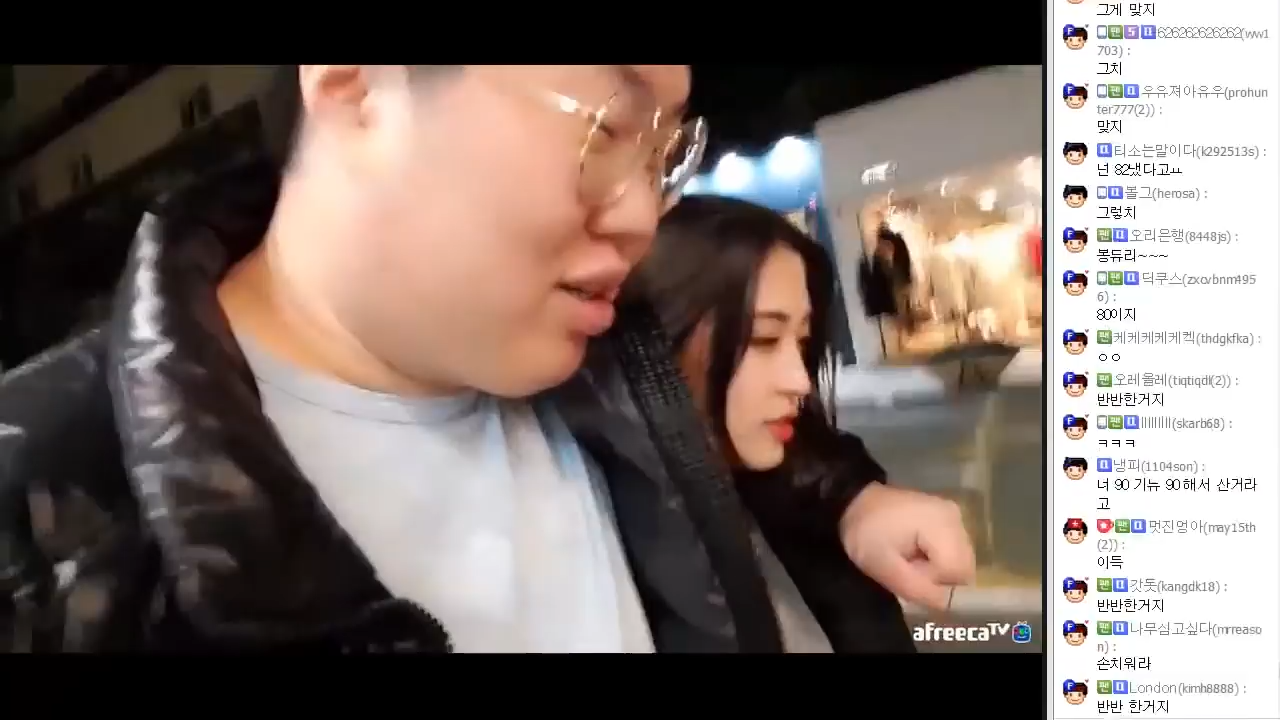 그게 맞지
626262626262(ww1
703) :
그치
우유져아유우(prohun
ter777(2)) :
맞지
티소는말이다(k292513s) :
넌 82냈다고ㅛ
볼그(herosa) :
그렇치
오리은행(8448js) :
봉듀리~~~
덕쿠스(zxcvbnm495
6) :
80이지
케케케케케켁(thdgkfka) :
ㅇㅇ
오레올레(tiqtiqdl(2)) :
반반한거지
llllllll(skarb68) :
ㅋㅋㅋ
냉피(1104son) :
너 90 기뉴 90해서 산거라
고
멋진멍아(may15th
(2)) :
이득
갓돗(kangdk18) :
반반한거지
나무심고싶다(mrreaso
n) :
손치워라
London(kimh8888) :
반반 한거지
afreecaTV